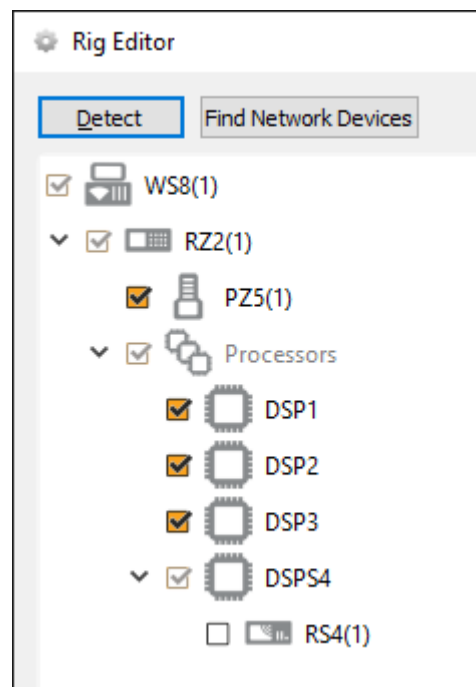 Rig Editor
Detect
Find Network Devices
WS8(1)
RZ2(1)
PZ5(1)
Processors
DSP1
DSP2
DSP3
DSPS4
RS4(1)